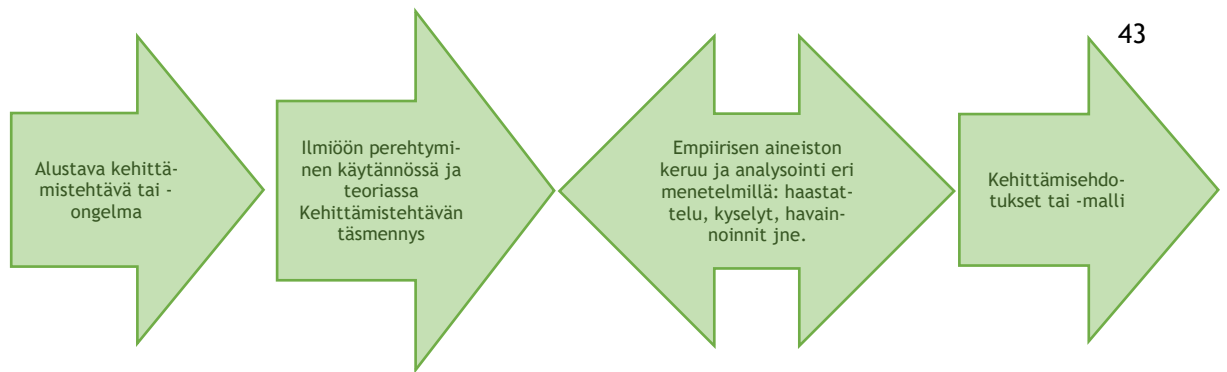 43
Alustava kehittä-
mistehtävä tai -
ongelma
Ilmiöön perehtymi-
nen käytännössä ja
teoriassa
Kehittämistehtävän
täsmennys
Empiirisen aineiston
keruu ja analysointi eri
menetelmillä: haastat-
telu, kyselyt, havain-
noinnit jne.
Kehittämisehdo-
tukset tai -malli